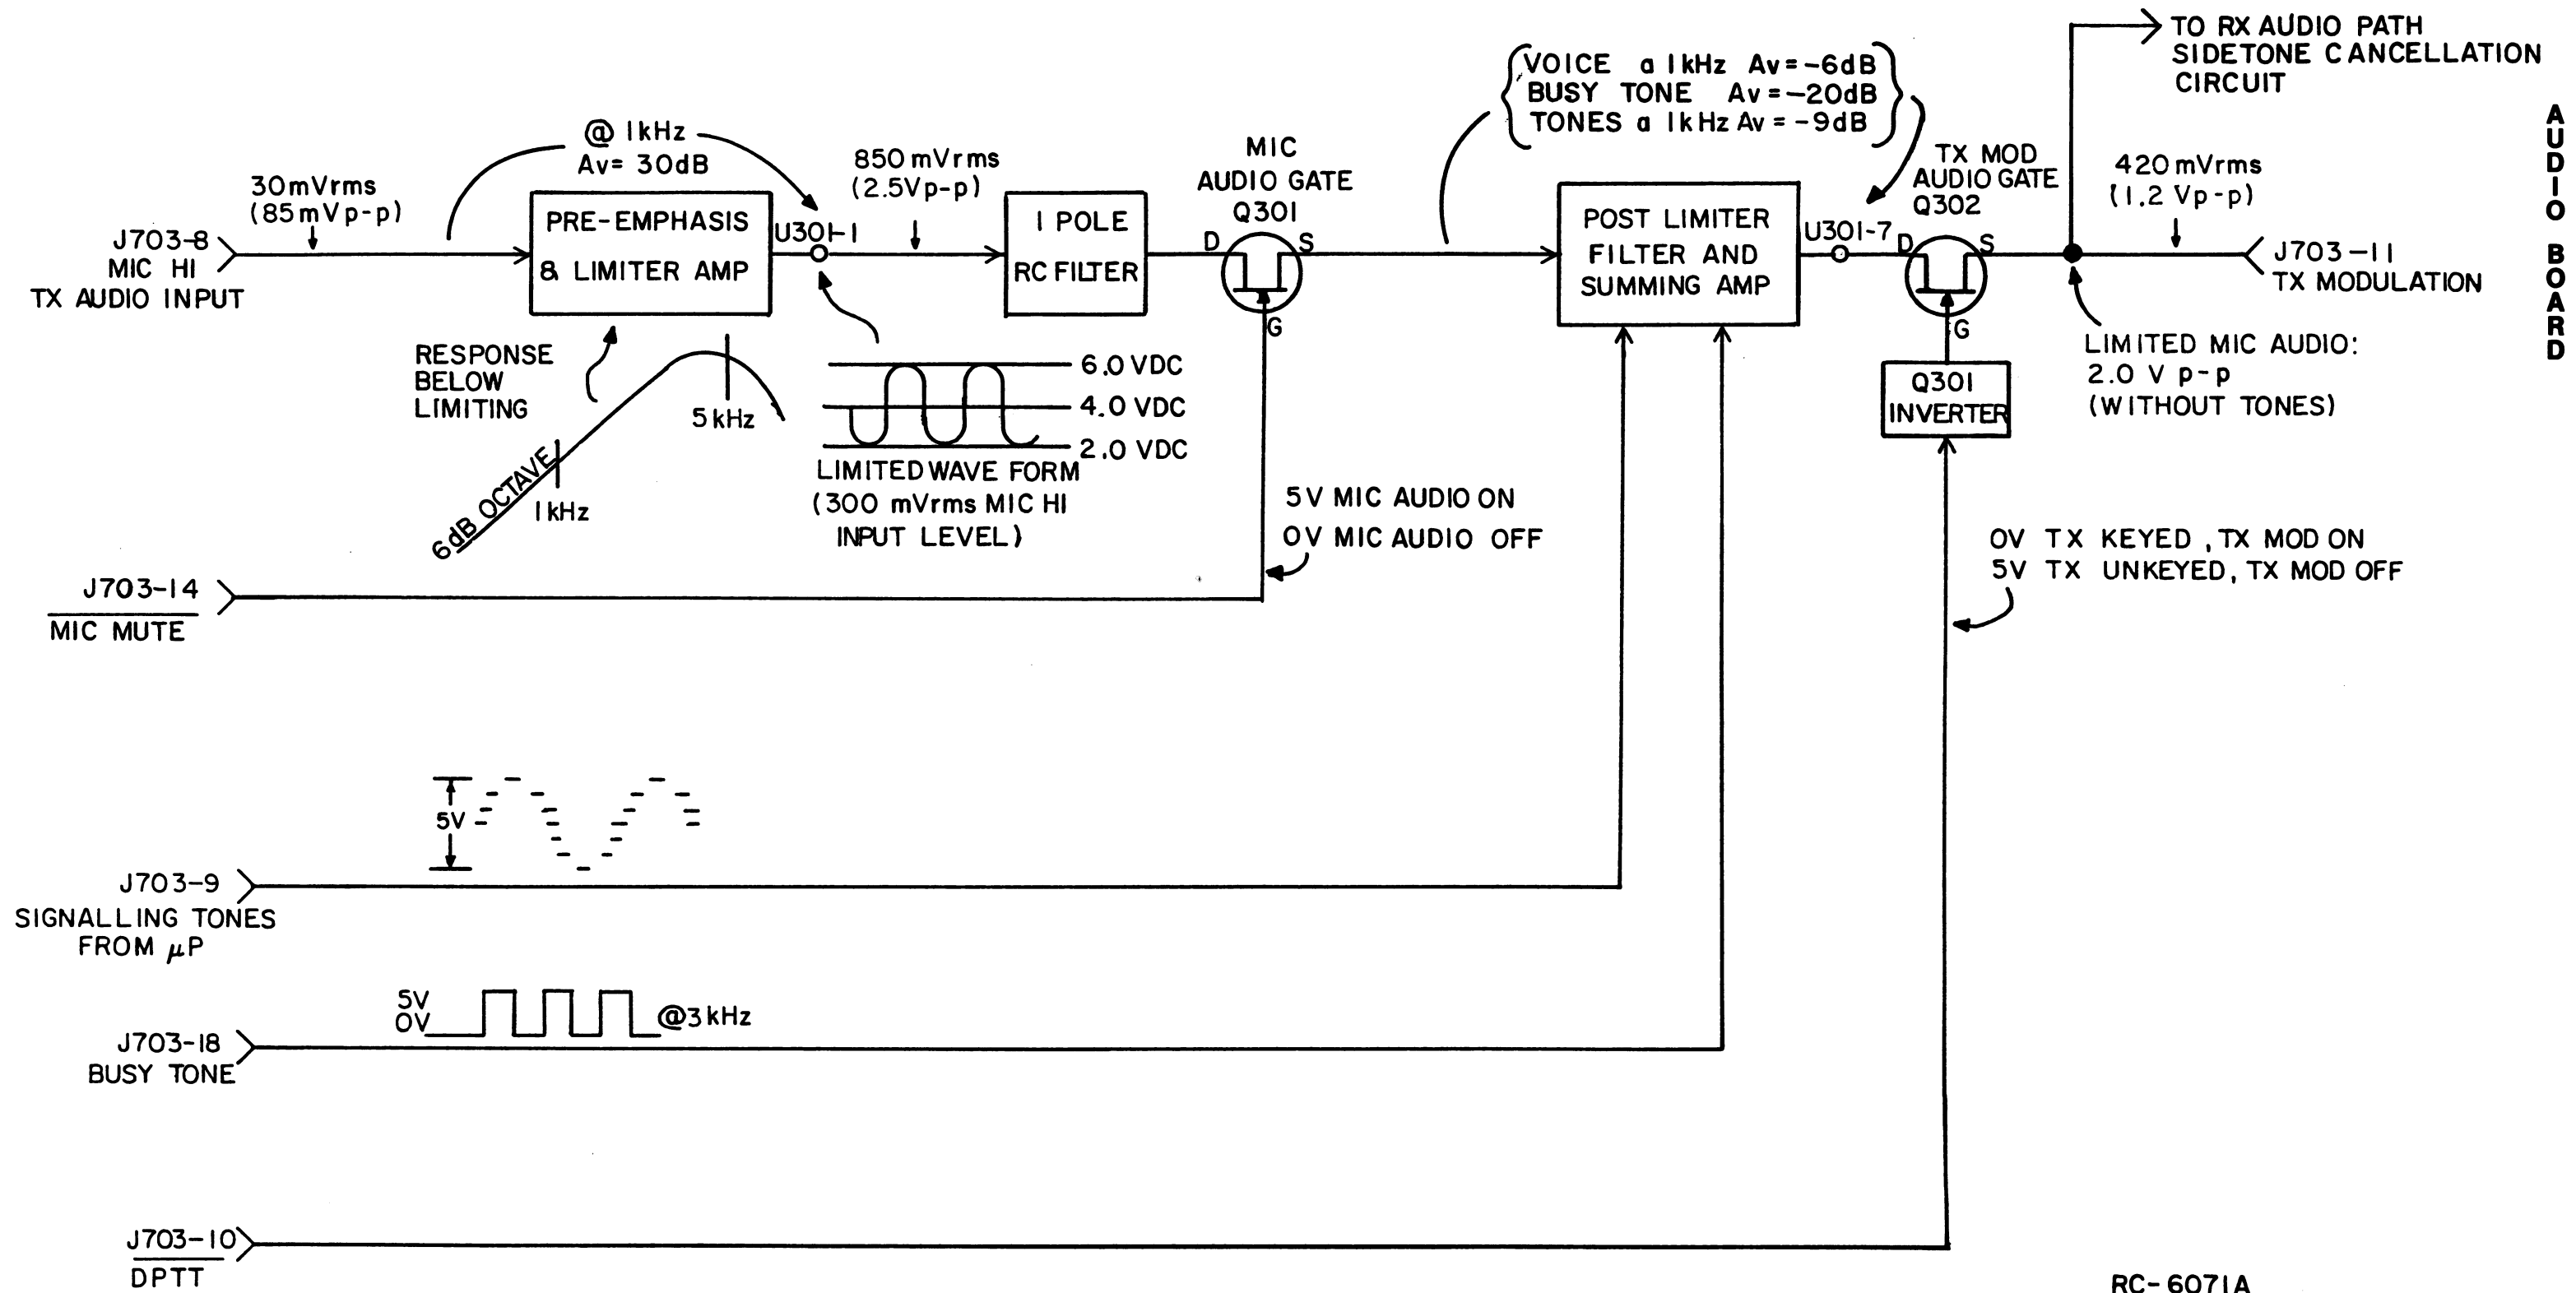 TO RX AUDIO PATH
SIDETONE CANCELLATION
CIRCUIT
VOICE a 1kHz Av=-6dB
BUSY TONE Av=-20dB
TONES a 1kHz Av=-9dB
@ 1kHz
Av= 30dB
30mVrms
(85mVp-p)
850mVrms
(2.5Vp-p)
MIC
AUDIO GATE
Q301
TX MOD
AUDIO GATE
Q302
420 mVrms
(1.2 Vp-p)
AUDIO BOARD
J703-8
MIC HI
TX AUDIO INPUT
PRE-EMPHASIS
& LIMITER AMP
U301-1
1 POLE
RC FILTER
D
S
G
POST LIMITER
FILTER AND
SUMMING AMP
U301-7
D
S
G
J703-11
TX MODULATION
Q301
INVERTER
LIMITED MIC AUDIO:
2.0 V p-p
(WITHOUT TONES)
RESPONSE
BELOW
LIMITING
6dB OCTAVE
1kHz
5kHz
6.0 VDC
4.0 VDC
2.0 VDC
LIMITED WAVE FORM
(300 mVrms MIC HI
INPUT LEVEL)
5V MIC AUDIO ON
0V MIC AUDIO OFF
0V TX KEYED, TX MOD ON
5V TX UNKEYED, TX MOD OFF
J703-14
MIC MUTE
5V
J703-9
SIGNALLING TONES
FROM µP
5V
0V
@3kHz
J703-18
BUSY TONE
J703-10
DPTT
RC-6071A